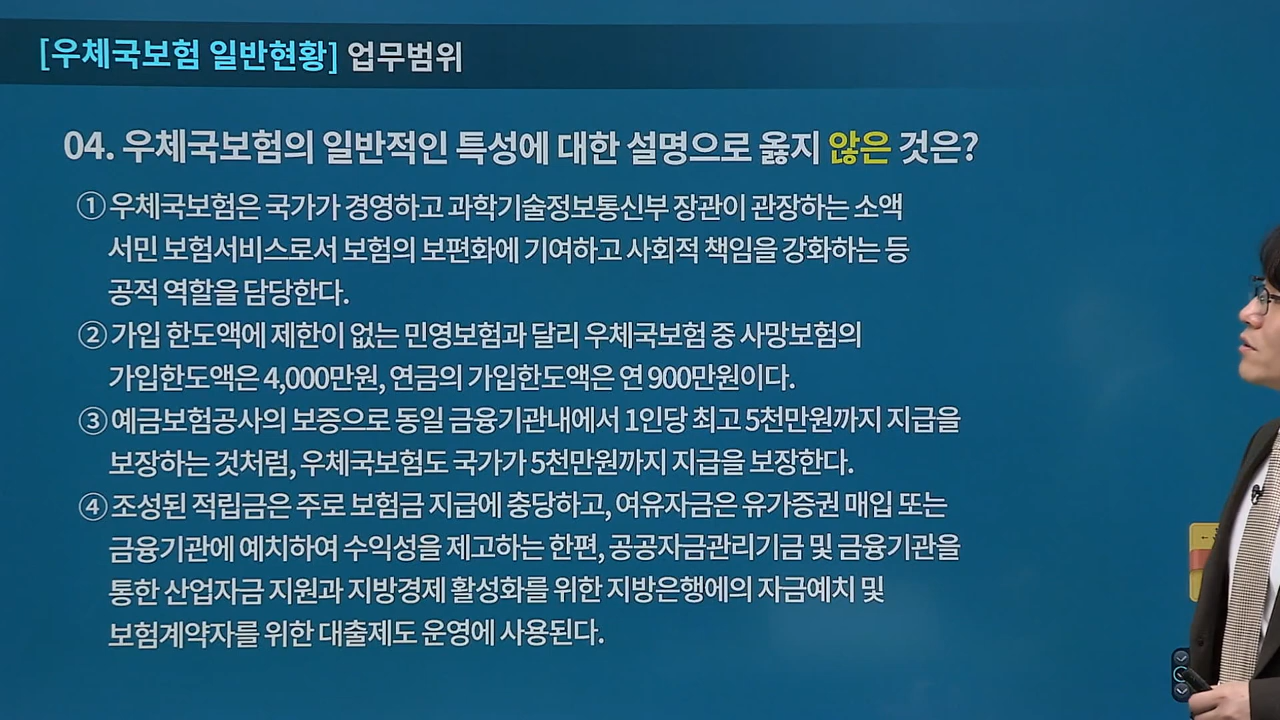 [우체국보험 일반현황] 업무범위
04. 우체국보험의 일반적인 특성에 대한 설명으로 옳지 않은 것은?
① 우체국보험은 국가가 경영하고 과학기술정보통신부 장관이 관장하는 소액
서민 보험서비스로서 보험의 보편화에 기여하고 사회적 책임을 강화하는 등
공적 역할을 담당한다.
② 가입 한도액에 제한이 없는 민영보험과 달리 우체국보험 중 사망보험의
가입한도액은 4,000만원, 연금의 가입한도액은 연 900만원이다.
③ 예금보험공사의 보증으로 동일 금융기관내에서 1인당 최고 5천만원까지 지급을
보장하는 것처럼, 우체국보험도 국가가 5천만원까지 지급을 보장한다.
④ 조성된 적립금은 주로 보험금 지급에 충당하고, 여유자금은 유가증권 매입 또는
금융기관에 예치하여 수익성을 제고하는 한편, 공공자금관리기금 및 금융기관을
통한 산업자금 지원과 지방경제 활성화를 위한 지방은행에의 자금예치 및
보험계약자를 위한 대출제도 운영에 사용된다.